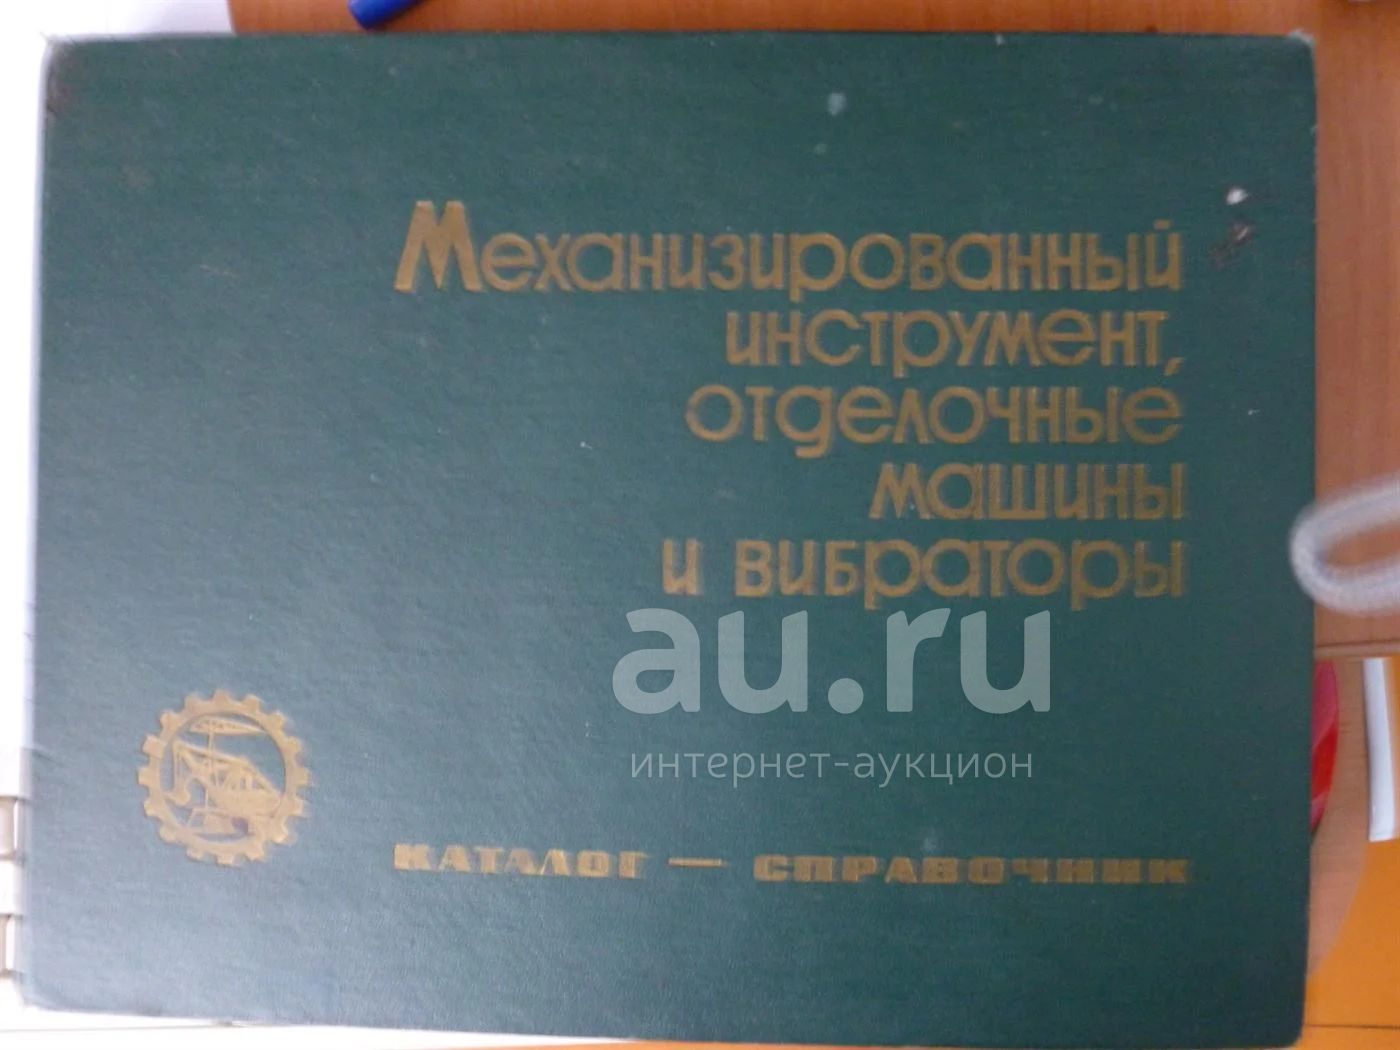 Механизированный
инструмент,
отделочные
машины
и вибраторы
au.ru
интернет-аукцион
КАТАЛОГ — СПРАВОЧНИК